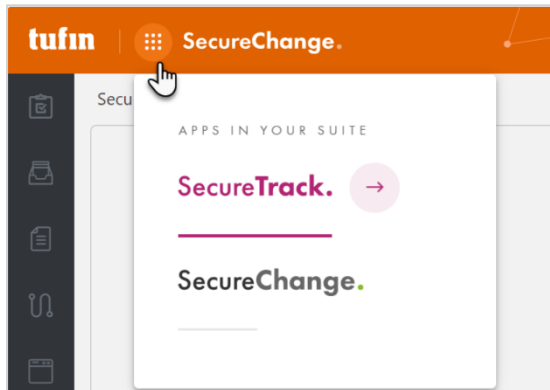 tufin
SecureChange.
Secu
APPS IN YOUR SUITE
SecureTrack.
SecureChange.